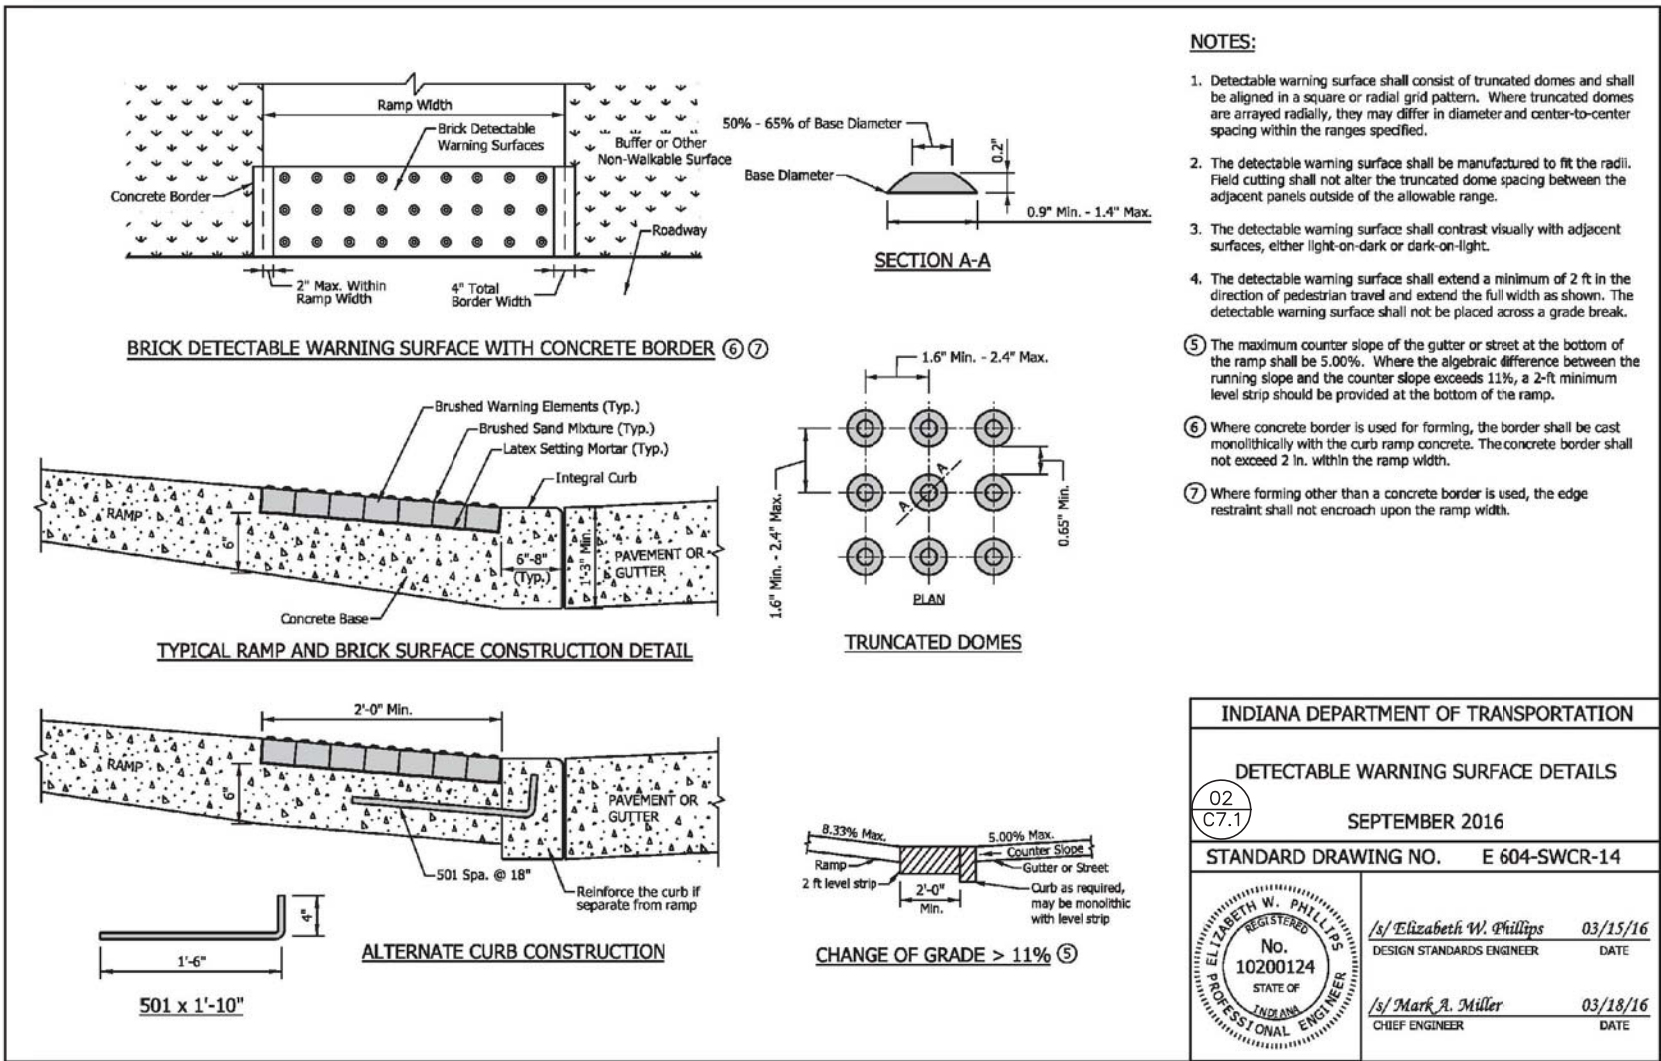 Ramp Width
Brick Detectable
Warning Surfaces
Buffer or Other
Non-Walkable Surface
Concrete Border
Roadway
2" Max. Within
Ramp Width
4" Total
Border Width
BRICK DETECTABLE WARNING SURFACE WITH CONCRETE BORDER ⑥ ⑦
50% - 65% of Base Diameter
0.2"
Base Diameter
0.9" Min. - 1.4" Max.
SECTION A-A
Brushed Warning Elements (Typ.)
Brushed Sand Mixture (Typ.)
Latex Setting Mortar (Typ.)
Integral Curb
RAMP
6"
6"-8"
(Typ.)
1'-3" Min.
PAVEMENT OR
GUTTER
Concrete Base
TYPICAL RAMP AND BRICK SURFACE CONSTRUCTION DETAIL
1.6" Min. - 2.4" Max.
1.6" Min. - 2.4" Max.
A
A
0.65" Min.
PLAN
TRUNCATED DOMES
2'-0" Min.
RAMP
6"
PAVEMENT OR
GUTTER
501 Spa. @ 18"
Reinforce the curb if
separate from ramp
4"
1'-6"
501 x 1'-10"
ALTERNATE CURB CONSTRUCTION
8.33% Max.
5.00% Max.
Ramp
Counter Slope
Gutter or Street
2 ft level strip
2'-0"
Min.
Curb as required,
may be monolithic
with level strip
CHANGE OF GRADE > 11% ⑤
NOTES:
1. Detectable warning surface shall consist of truncated domes and shall
be aligned in a square or radial grid pattern. Where truncated domes
are arrayed radially, they may differ in diameter and center-to-center
spacing within the ranges specified.
2. The detectable warning surface shall be manufactured to fit the radii.
Field cutting shall not alter the truncated dome spacing between the
adjacent panels outside of the allowable range.
3. The detectable warning surface shall contrast visually with adjacent
surfaces, either light-on-dark or dark-on-light.
4. The detectable warning surface shall extend a minimum of 2 ft in the
direction of pedestrian travel and extend the full width as shown. The
detectable warning surface shall not be placed across a grade break.
⑤ The maximum counter slope of the gutter or street at the bottom of
the ramp shall be 5.00%. Where the algebraic difference between the
running slope and the counter slope exceeds 11%, a 2-ft minimum
level strip should be provided at the bottom of the ramp.
⑥ Where concrete border is used for forming, the border shall be cast
monolithically with the curb ramp concrete. The concrete border shall
not exceed 2 in. within the ramp width.
⑦ Where forming other than a concrete border is used, the edge
restraint shall not encroach upon the ramp width.
INDIANA DEPARTMENT OF TRANSPORTATION
DETECTABLE WARNING SURFACE DETAILS
02
C7.1
SEPTEMBER 2016
STANDARD DRAWING NO. E 604-SWCR-14
ELIZABETH W. PHILLIPS
REGISTERED
No.
10200124
STATE OF
INDIANA
PROFESSIONAL ENGINEER
/s/ Elizabeth W. Phillips 03/15/16
DESIGN STANDARDS ENGINEER DATE
/s/ Mark A. Miller 03/18/16
CHIEF ENGINEER DATE